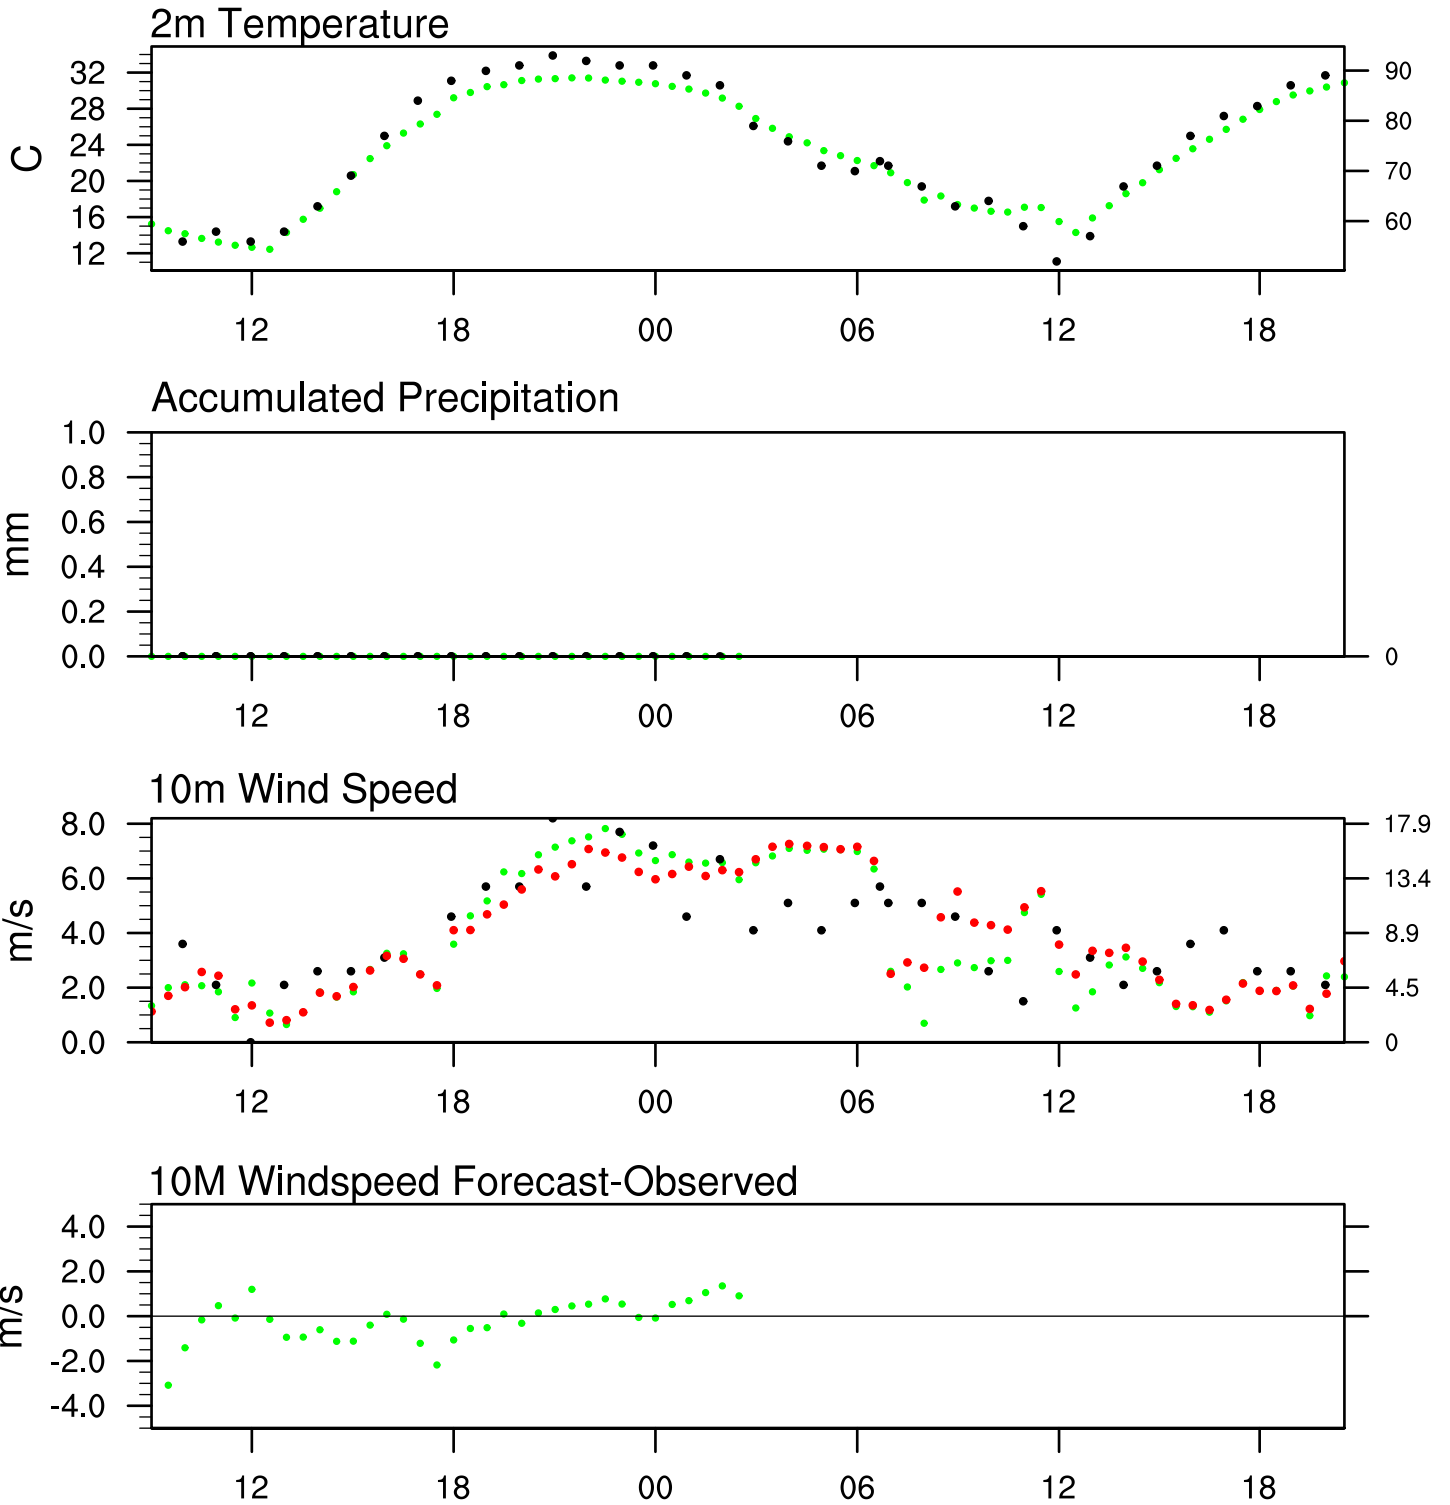 2m Temperature
32
28
24
20
16
12
C
90
80
70
60
12 18 00 06 12 18
Accumulated Precipitation
1.0
0.8
0.6
0.4
0.2
0.0
mm
0
12 18 00 06 12 18
10m Wind Speed
8.0
6.0
4.0
2.0
0.0
m/s
17.9
13.4
8.9
4.5
0
12 18 00 06 12 18
10M Windspeed Forecast-Observed
4.0
2.0
0.0
-2.0
-4.0
m/s
12 18 00 06 12 18